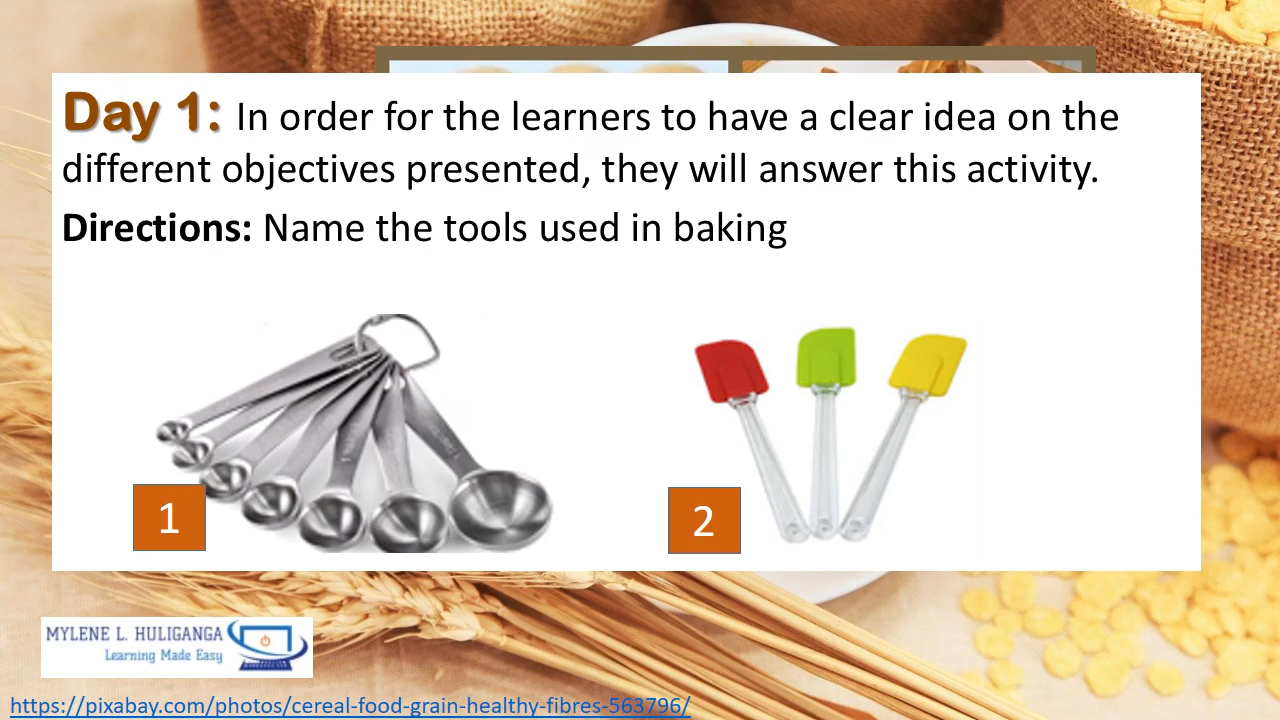 Day 1: In order for the learners to have a clear idea on the
different objectives presented, they will answer this activity.
Directions: Name the tools used in baking
1
2
MYLENE L. HULIGANGA
Learning Made Easy
https://pixabay.com/photos/cereal-food-grain-healthy-fibres-563796/